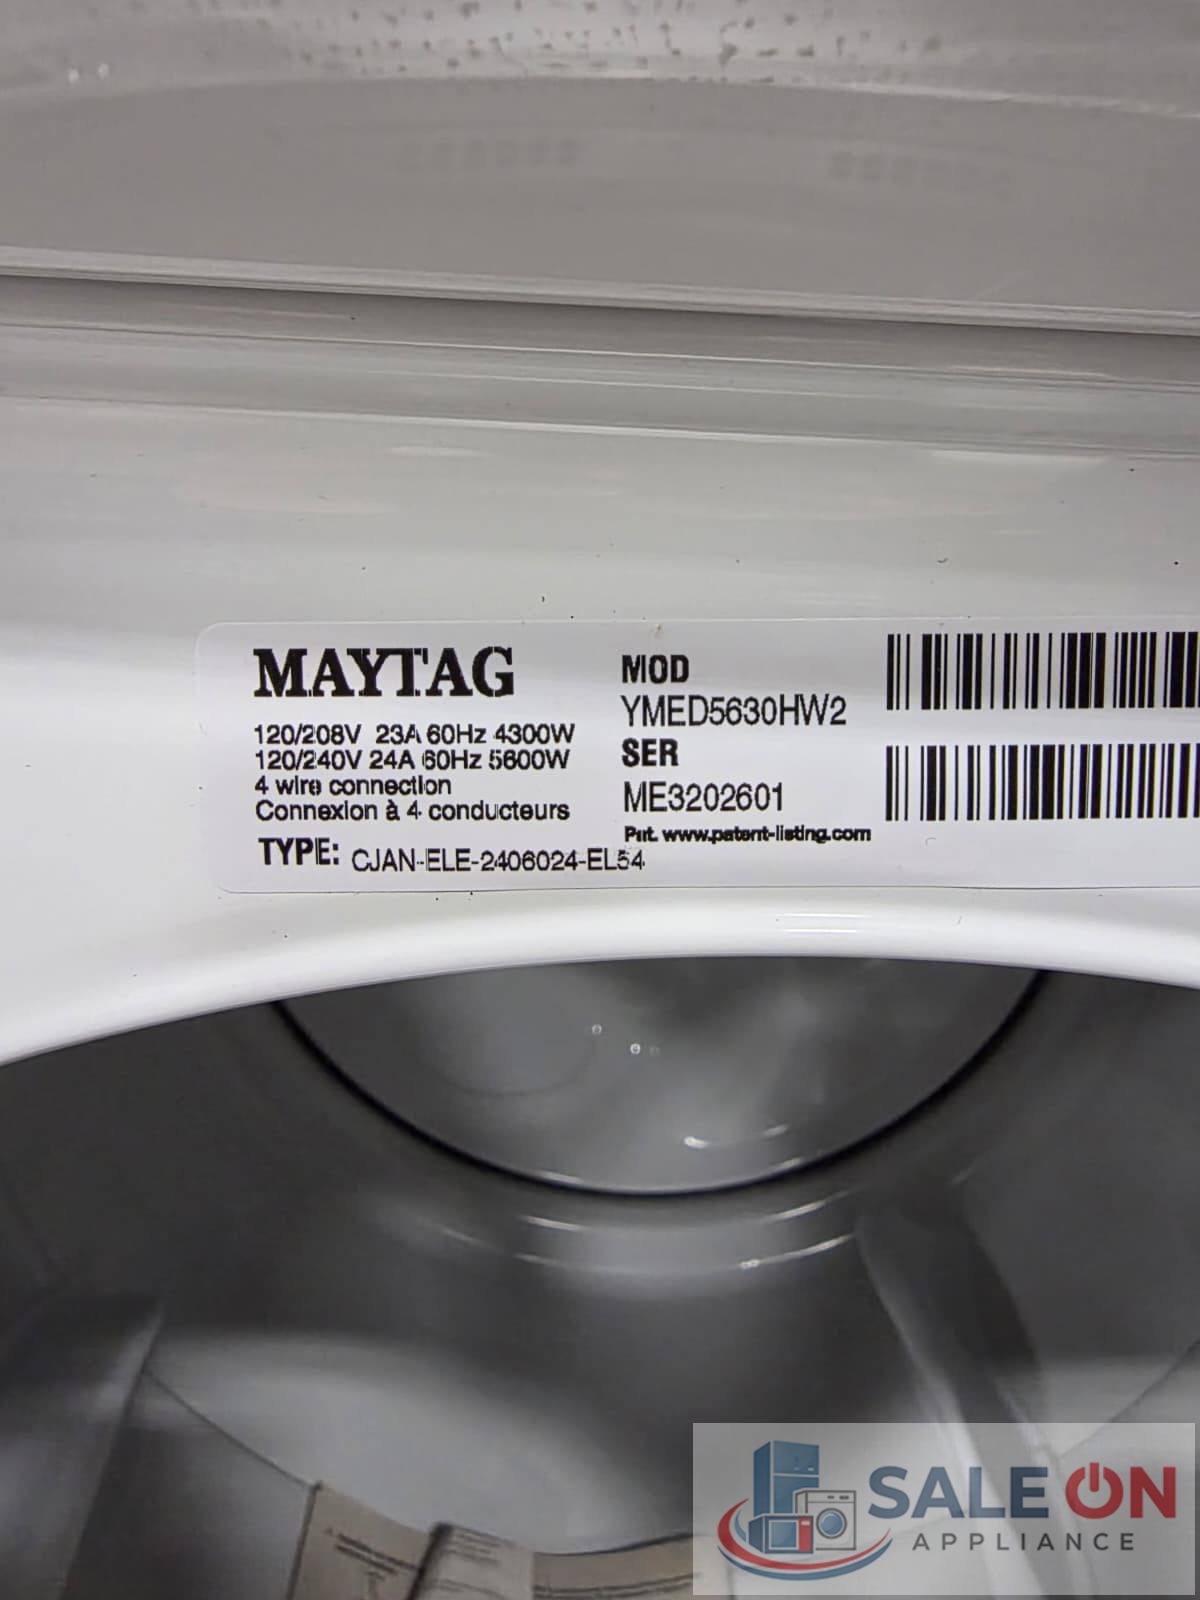 MAYTAG
120/208V 23A 60Hz 4300W
120/240V 24A 60Hz 5600W
4 wire connection
Connexion à 4 conducteurs
TYPE: CJAN-ELE-2406024-EL54
MOD
YMED5630HW2
SER
ME3202601
Pat. www.patent-listing.com
SALE ON
APPLIANCE